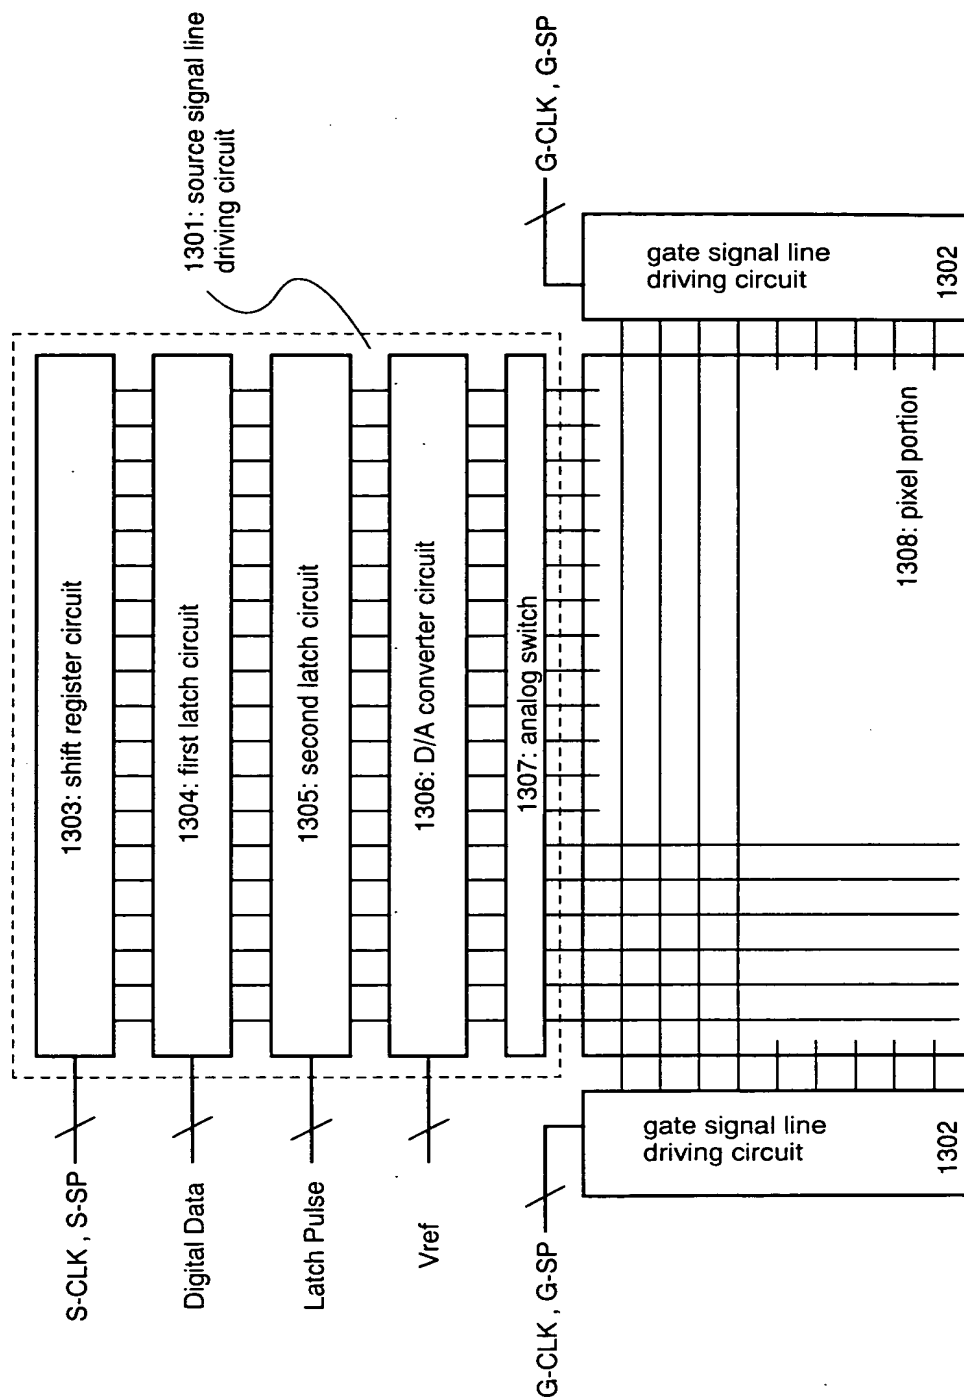 1301: source signal line
driving circuit
S-CLK , S-SP
1303: shift register circuit
Digital Data
1304: first latch circuit
Latch Pulse
1305: second latch circuit
Vref
1306: D/A converter circuit
1307: analog switch
G-CLK , G-SP
gate signal line
driving circuit
1302
1308: pixel portion
G-CLK , G-SP
gate signal line
driving circuit
1302